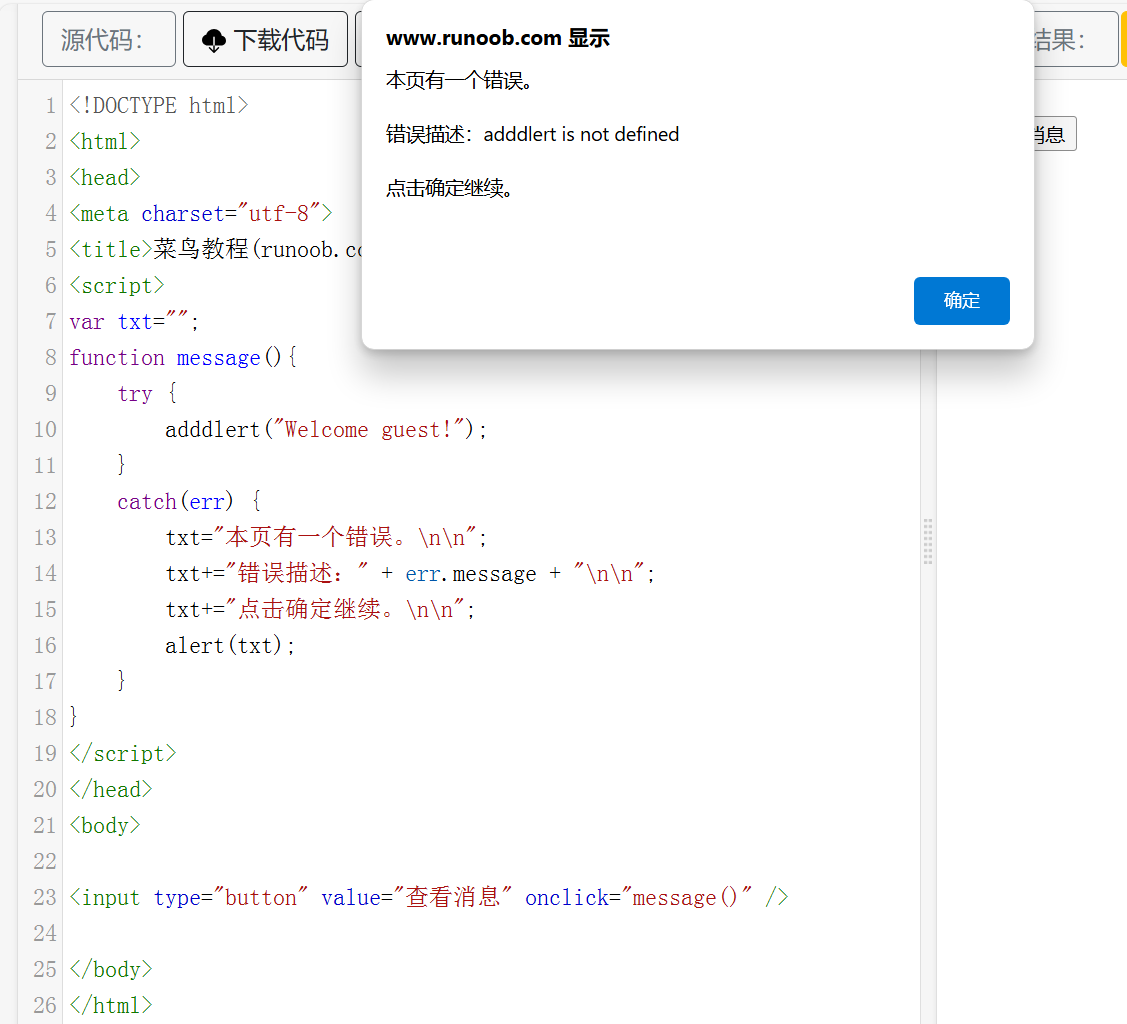 源代码:
下载代码
结果:
www.runoob.com 显示
本页有一个错误。
错误描述：adddlert is not defined
点击确定继续。
确定
消息
1 <!DOCTYPE html>
2 <html>
3 <head>
4 <meta charset="utf-8">
5 <title>菜鸟教程(runoob.co
6 <script>
7 var txt="";
8 function message(){
9 try {
10 adddlert("Welcome guest!");
11 }
12 catch(err) {
13 txt="本页有一个错误。\n\n";
14 txt+="错误描述：" + err.message + "\n\n";
15 txt+="点击确定继续。\n\n";
16 alert(txt);
17 }
18 }
19 </script>
20 </head>
21 <body>
22
23 <input type="button" value="查看消息" onclick="message()" />
24
25 </body>
26 </html>